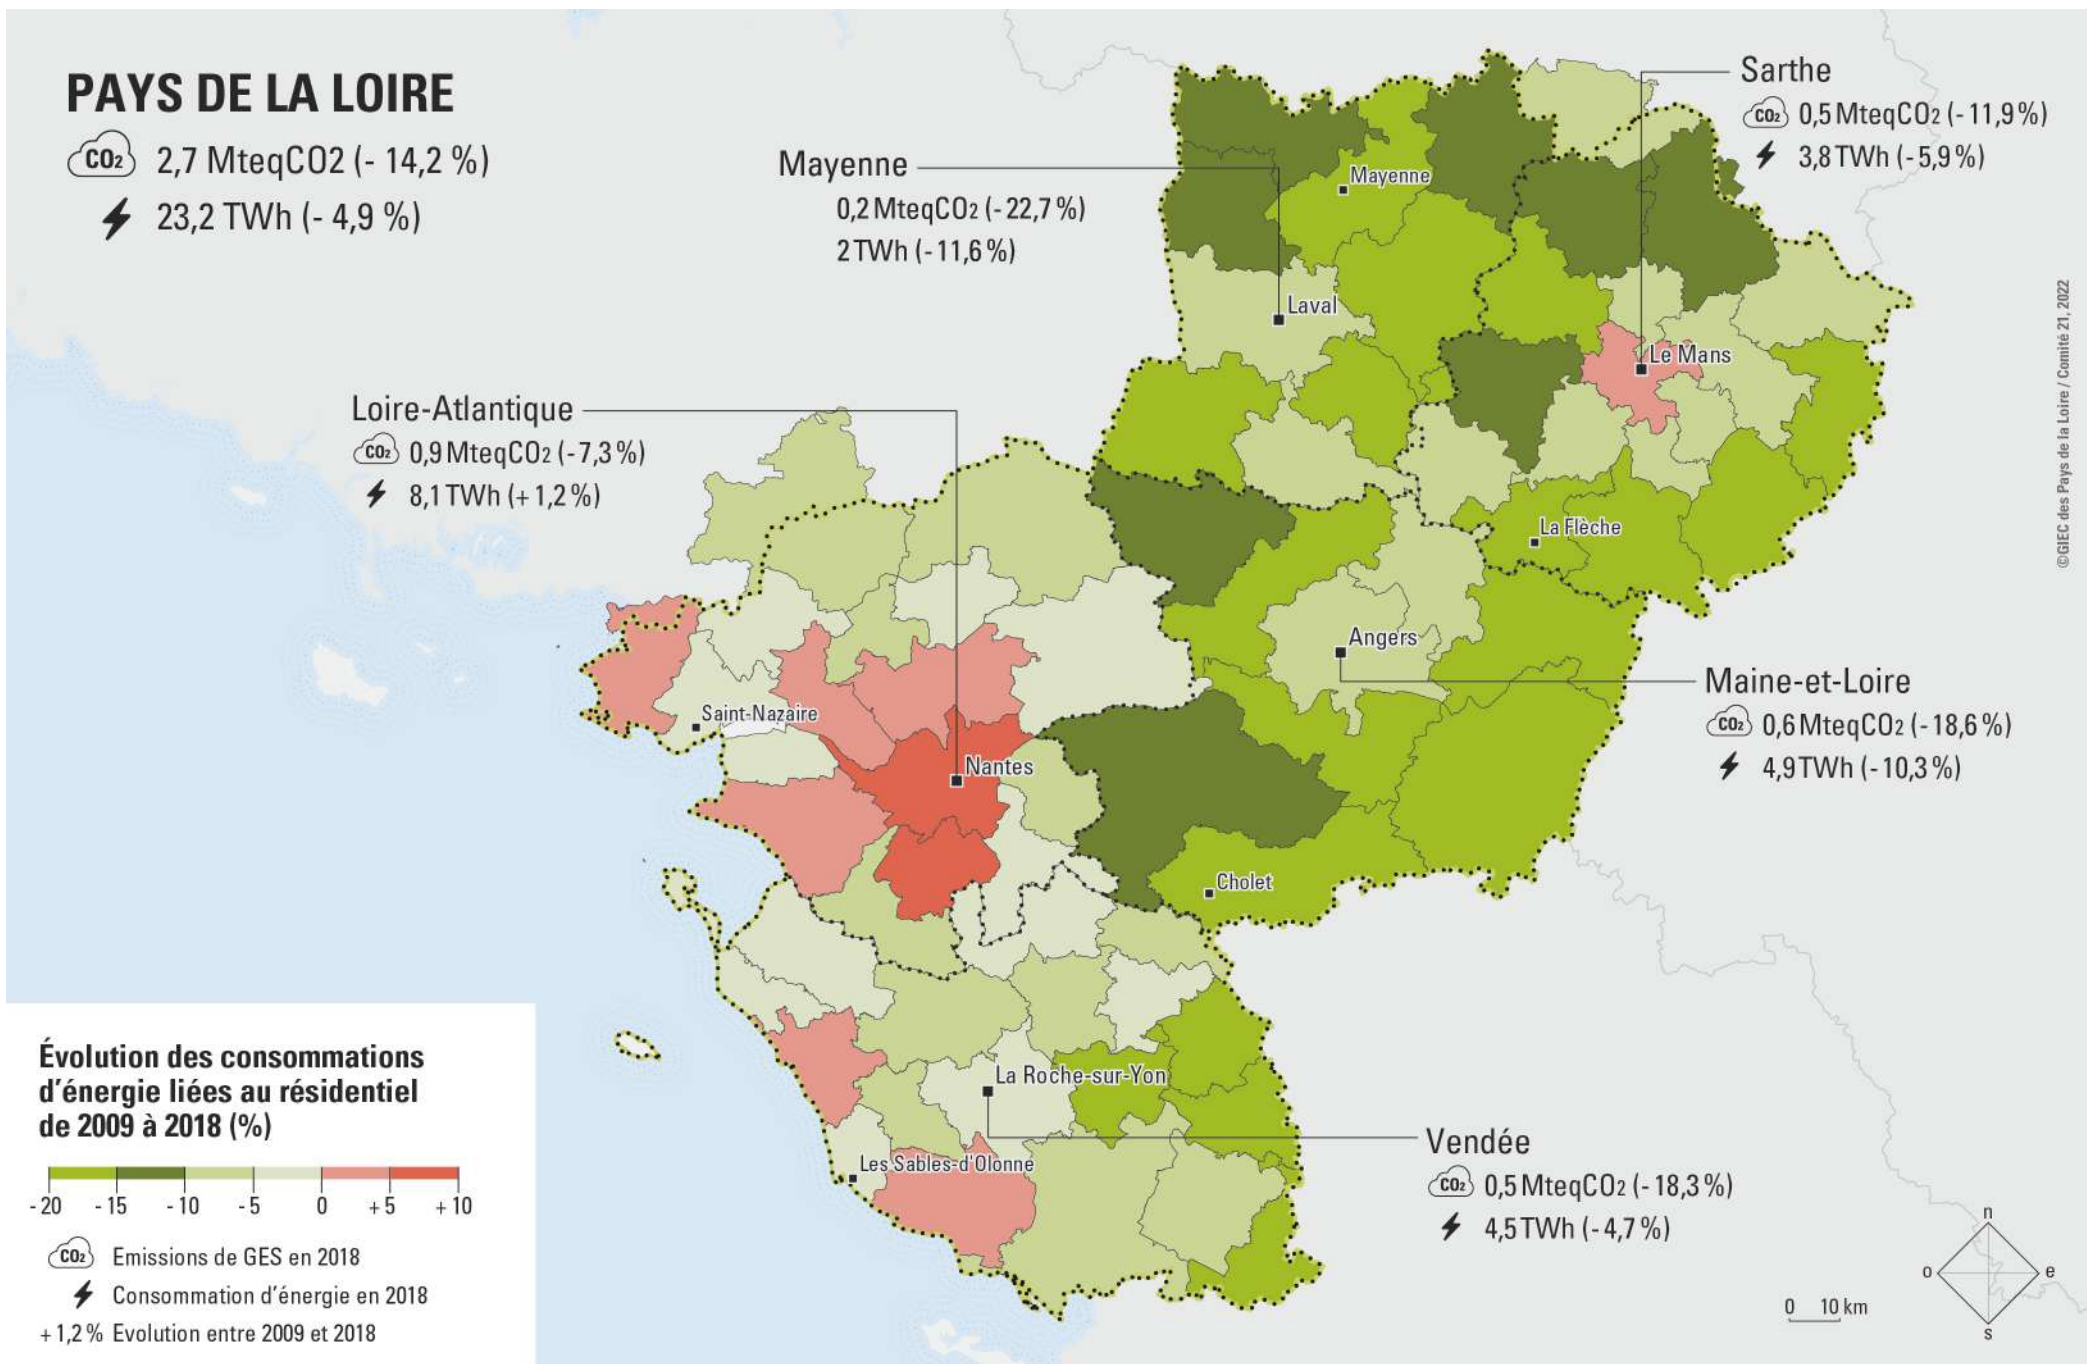 PAYS DE LA LOIRE
CO2 2,7 MteqCO2 (- 14,2 %)
23,2 TWh (- 4,9 %)
Sarthe
CO2 0,5 MteqCO2 (- 11,9 %)
3,8 TWh (- 5,9 %)
Mayenne
0,2 MteqCO2 (- 22,7 %)
2 TWh (- 11,6 %)
Mayenne
Laval
Le Mans
Loire-Atlantique
CO2 0,9 MteqCO2 (- 7,3 %)
8,1 TWh (+ 1,2 %)
La Flèche
Angers
Maine-et-Loire
CO2 0,6 MteqCO2 (- 18,6 %)
4,9 TWh (- 10,3 %)
Saint-Nazaire
Nantes
Cholet
La Roche-sur-Yon
Les Sables-d'Olonne
Vendée
CO2 0,5 MteqCO2 (- 18,3 %)
4,5 TWh (- 4,7 %)
Évolution des consommations
d'énergie liées au résidentiel
de 2009 à 2018 (%)
- 20 - 15 - 10 - 5 0 + 5 + 10
CO2 Emissions de GES en 2018
Consommation d'énergie en 2018
+ 1,2 % Evolution entre 2009 et 2018
0 10 km
n
o e
s
©GIEC des Pays de la Loire / Comité 21, 2022